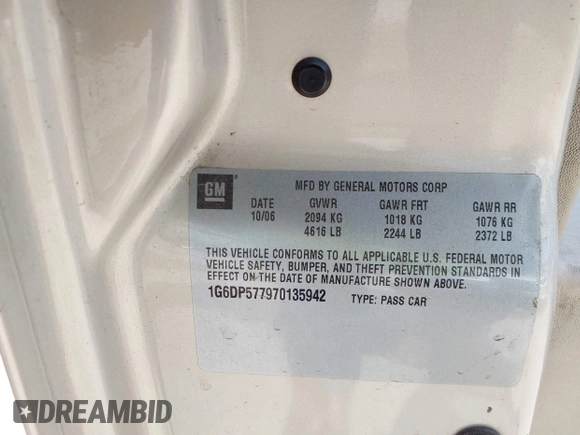 GM
MFD BY GENERAL MOTORS CORP
DATE GVWR GAWR FRT GAWR RR
10/06 2094 KG 1018 KG 1076 KG
4616 LB 2244 LB 2372 LB
THIS VEHICLE CONFORMS TO ALL APPLICABLE U.S. FEDERAL MOTOR
VEHICLE SAFETY, BUMPER, AND THEFT PREVENTION STANDARDS IN
EFFECT ON THE DATE OF MANUFACTURE SHOWN ABOVE.
1G6DP577970135942 TYPE: PASS CAR
DREAMBID